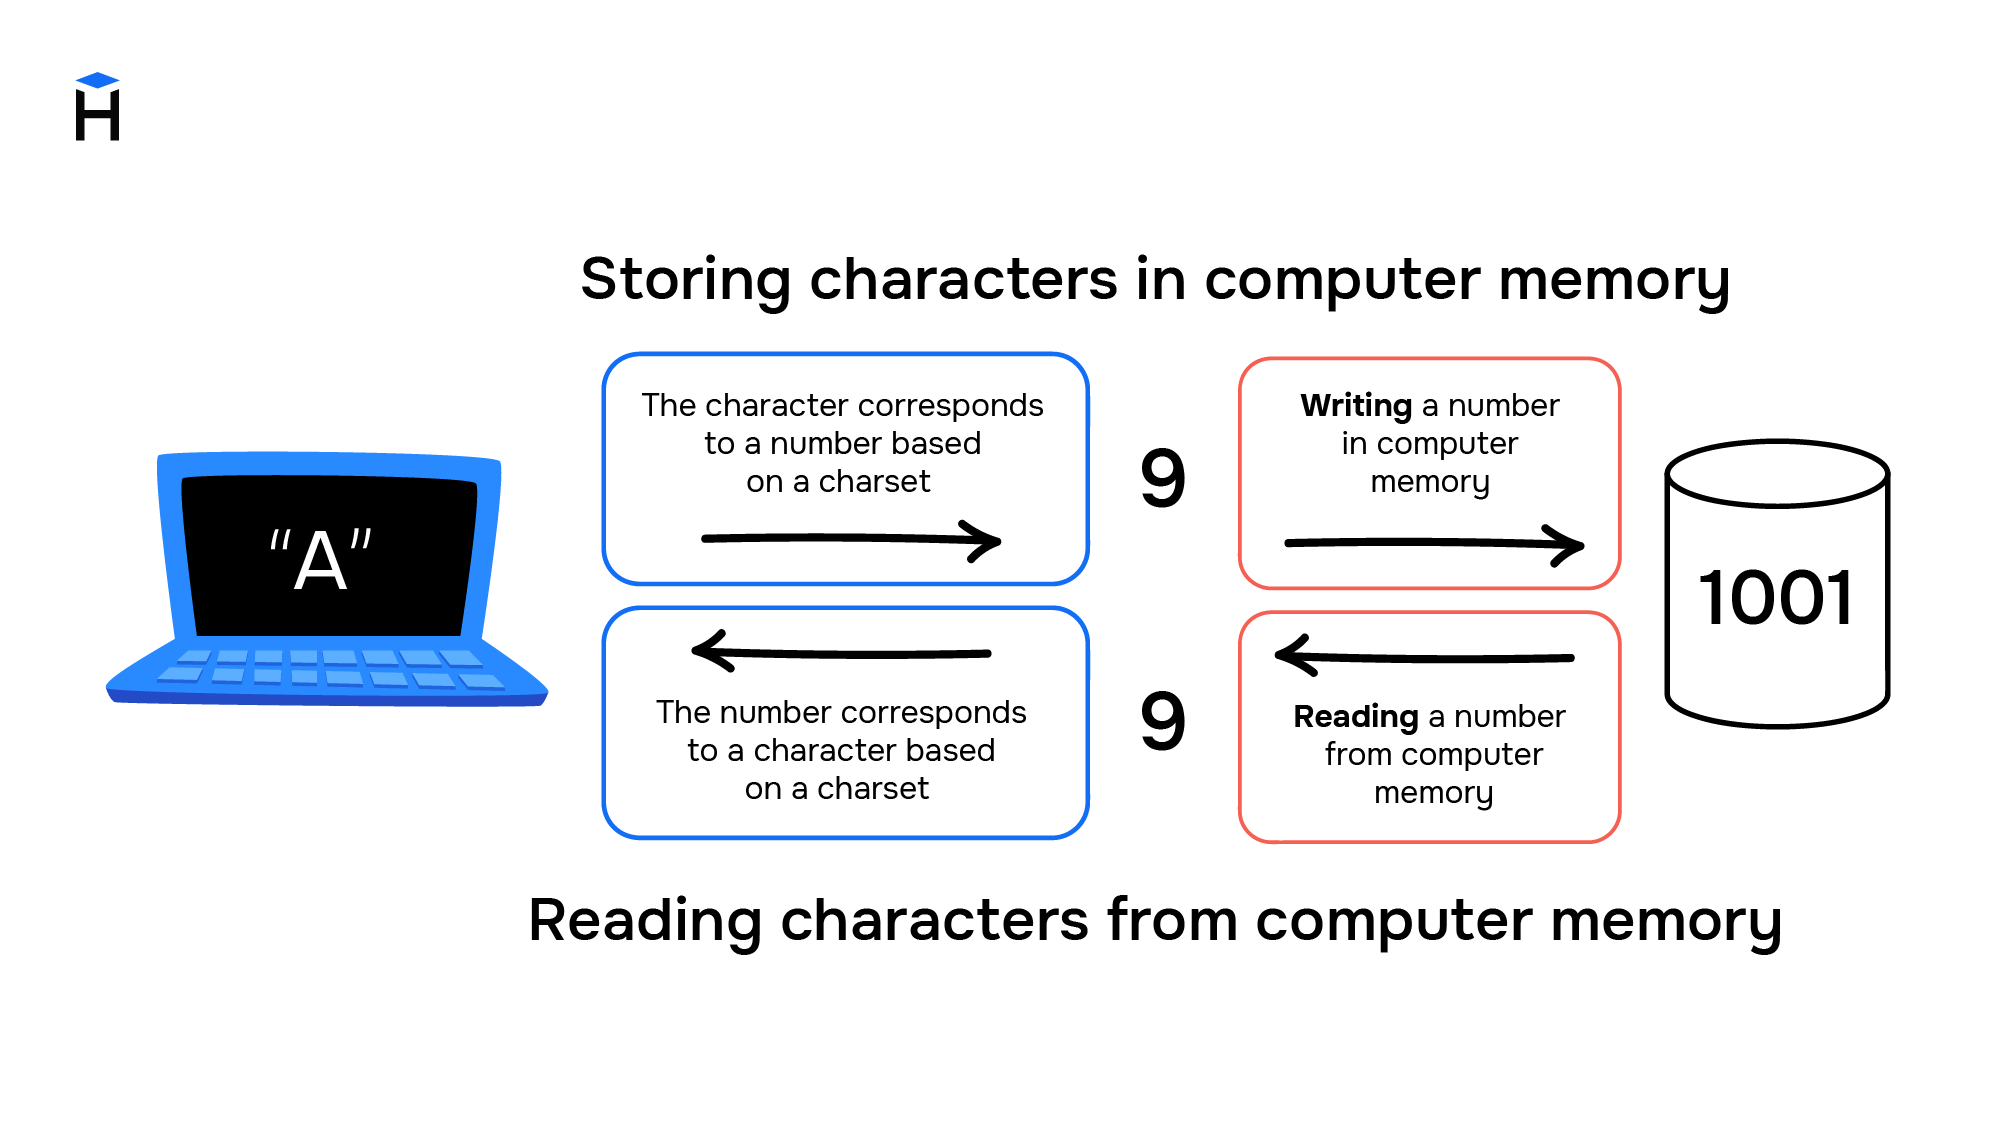 H
Storing characters in computer memory
The character corresponds
to a number based
on a charset
9
Writing a number
in computer
memory
“A”
1001
9
The number corresponds
to a character based
on a charset
Reading a number
from computer
memory
Reading characters from computer memory